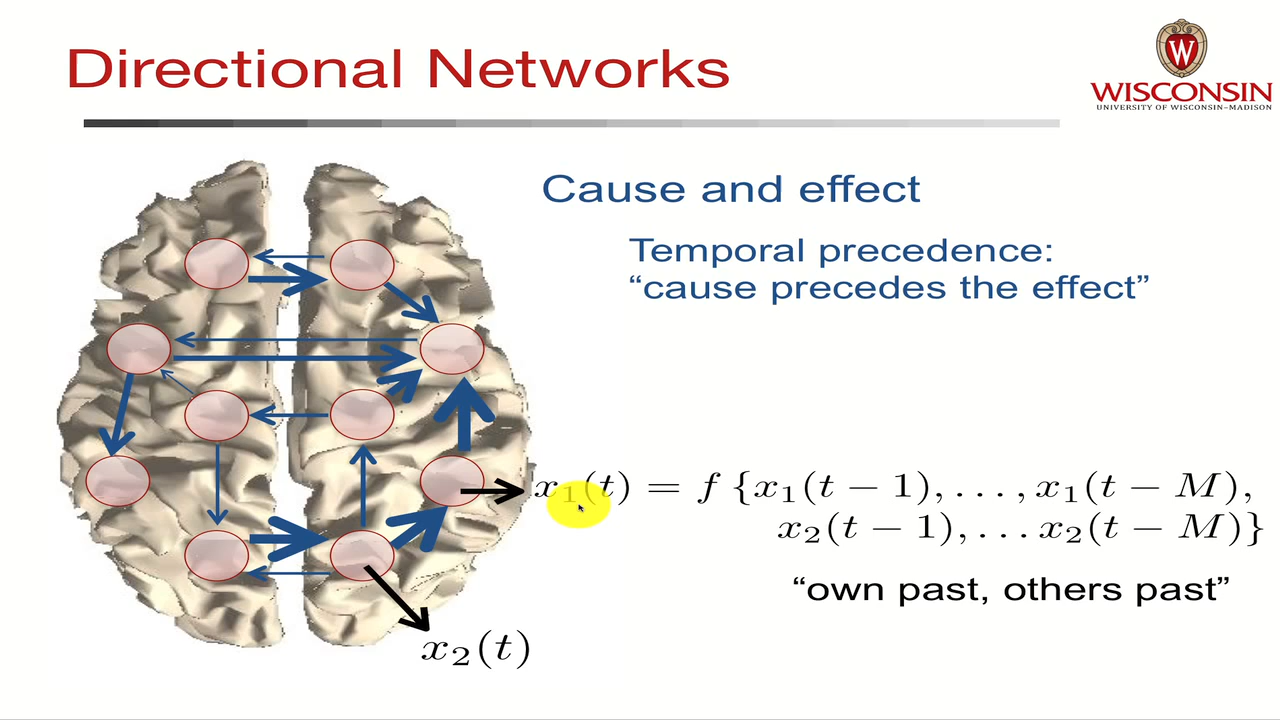 Directional Networks
WISCONSIN
UNIVERSITY OF WISCONSIN–MADISON
Cause and effect
Temporal precedence:
“cause precedes the effect”
x₁(t) = f {x₁(t − 1), . . . , x₁(t − M),
x₂(t − 1), . . . x₂(t − M)}
“own past, others past”
x₂(t)